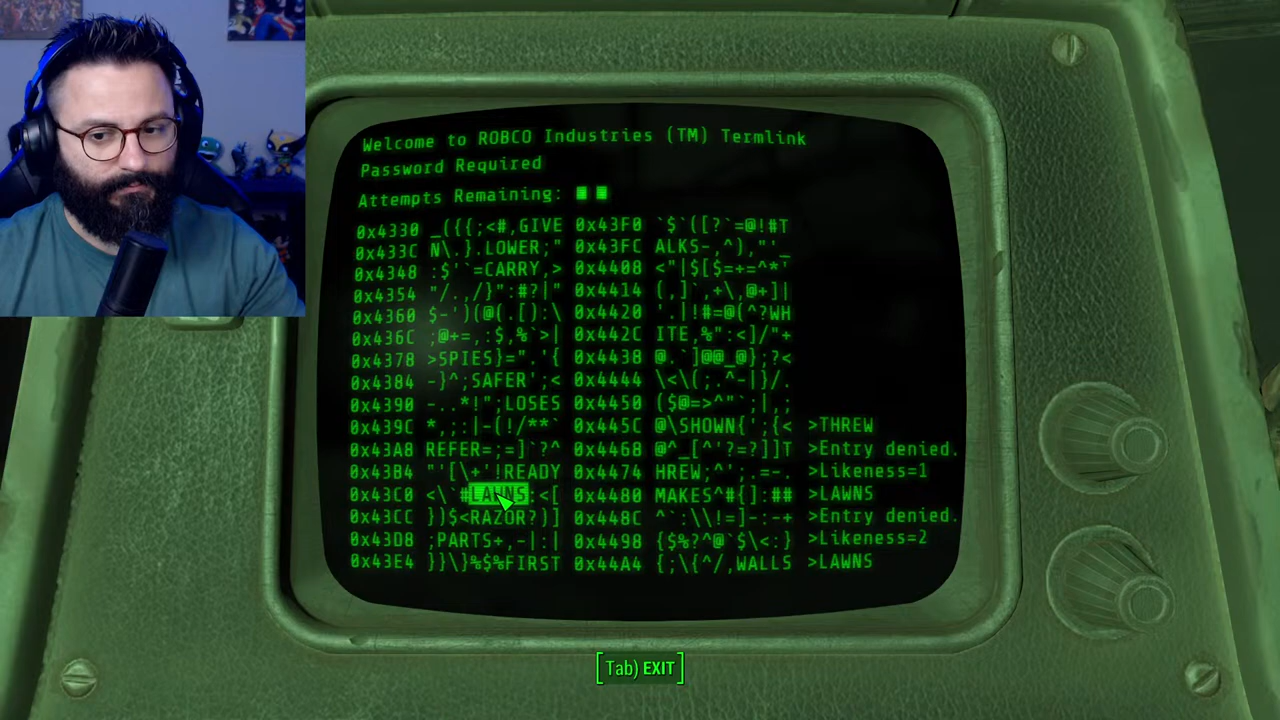 Welcome to ROBCO Industries (TM) Termlink
Password Required
Attempts Remaining: ■ ■
0x4330 _({{;<#,GIVE 0x43F0 `$`([?`=@!#T
0x433C N\.}.LOWER;" 0x43FC ALKS-,^),"'_
0x4348 :$'`=CARRY,> 0x4408 <"|$[$=+=^*'
0x4354 "/.,/}":#?|" 0x4414 (,]`,+\,@+]|
0x4360 $-')(@(.[]:\ 0x4420 '.|!#=@(^?WH
0x436C ;@+=,:$,%`>| 0x442C ITE,%":<]/"+
0x4378 >SPIES}=".'{ 0x4438 @.`]@@_@};?<
0x4384 -}^;SAFER';< 0x4444 \<\(;.^-|}/.
0x4390 -..*!";LOSES 0x4450 ($@=>^"`;|,;
0x439C *,;:|-(!/**` 0x445C @\SHOWN{';{< >THREW
0x43A8 REFER=;=]`?^ 0x4468 @^_[^'?=?]]T >Entry denied.
0x43B4 "'[\+'!READY 0x4474 HREW;^';.=-. >Likeness=1
0x43C0 <\`#LAWNS:<[ 0x4480 MAKES^#{]:## >LAWNS
0x43CC })$<RAZOR?)] 0x448C ^`:\\!=]-:-+ >Entry denied.
0x43D8 ;PARTS+,-|:| 0x4498 {$%?^@`$\<:} >Likeness=2
0x43E4 }}\}%$%FIRST 0x44A4 {;\{^/,WALLS >LAWNS
[Tab) EXIT]